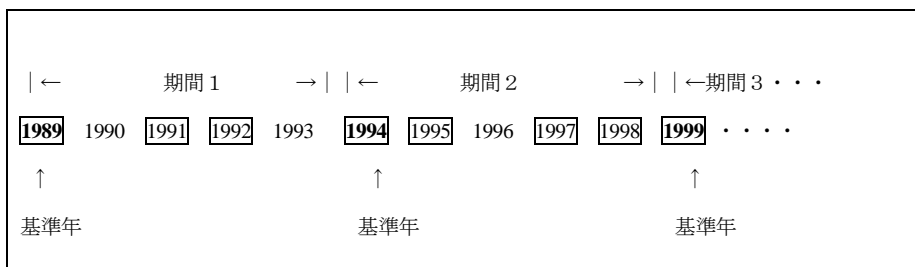 |← 期間1 →| |← 期間2 →| |←期間3・・・
1989 1990 1991 1992 1993 1994 1995 1996 1997 1998 1999 ・・・・
↑ ↑ ↑
基準年 基準年 基準年